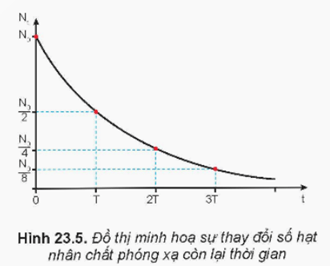 Nₜ
N₀
N₀/2
N₀/4
N₀/8
0 T 2T 3T t
Hình 23.5. Đồ thị minh hoạ sự thay đổi số hạt
nhân chất phóng xạ còn lại thời gian